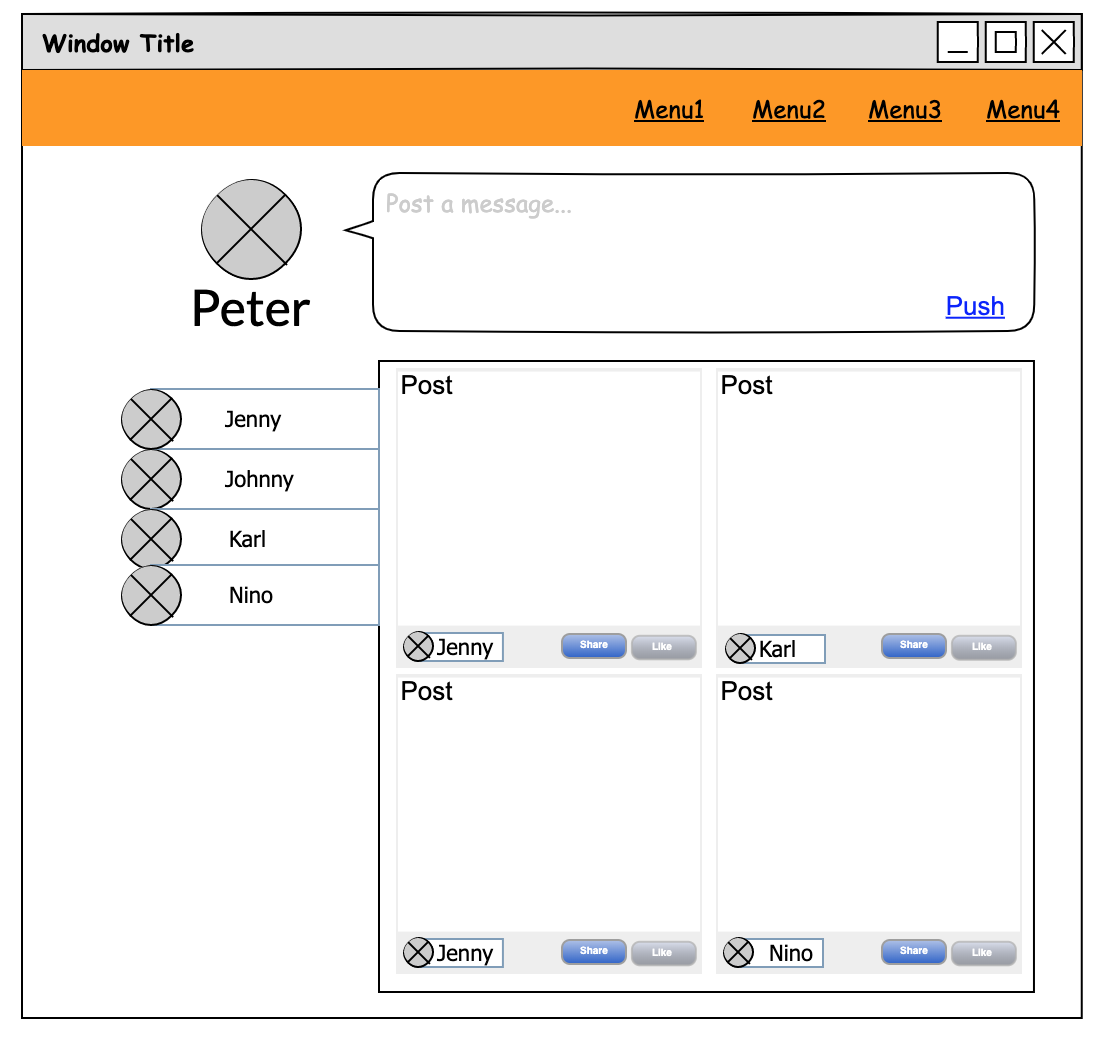 Window Title
Menu1 Menu2 Menu3 Menu4
Post a message...
Push
Peter
Jenny
Johnny
Karl
Nino
Post
Jenny Share Like
Post
Karl Share Like
Post
Jenny Share Like
Post
Nino Share Like